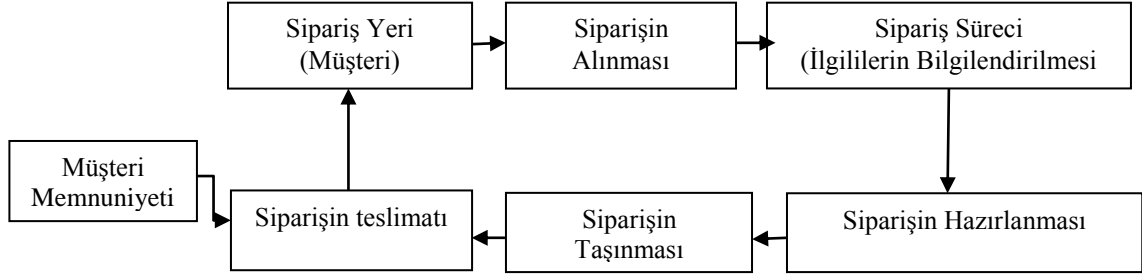 Sipariş Yeri
(Müşteri)
Siparişin
Alınması
Sipariş Süreci
(İlgililerin Bilgilendirilmesi
Müşteri
Memnuniyeti
Siparişin teslimatı
Siparişin
Taşınması
Siparişin Hazırlanması